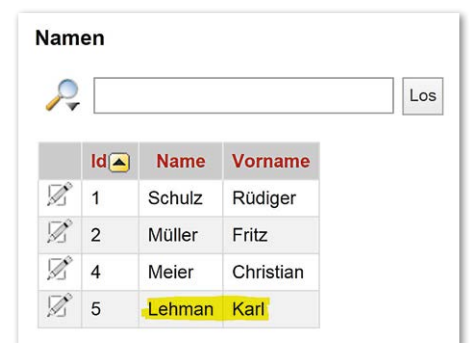 Namen
Los
Id Name Vorname
1 Schulz Rüdiger
2 Müller Fritz
4 Meier Christian
5 Lehman Karl